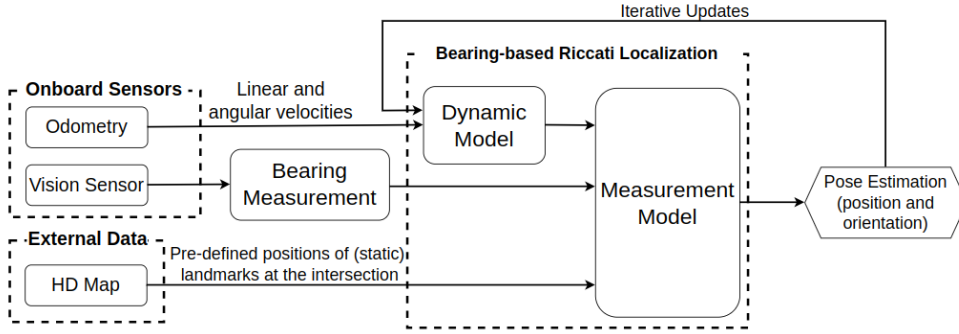 Iterative Updates
Bearing-based Riccati Localization
Onboard Sensors
Odometry
Linear and
angular velocities
Dynamic
Model
Vision Sensor
Bearing
Measurement
Measurement
Model
Pose Estimation
(position and
orientation)
External Data
HD Map
Pre-defined positions of (static)
landmarks at the intersection